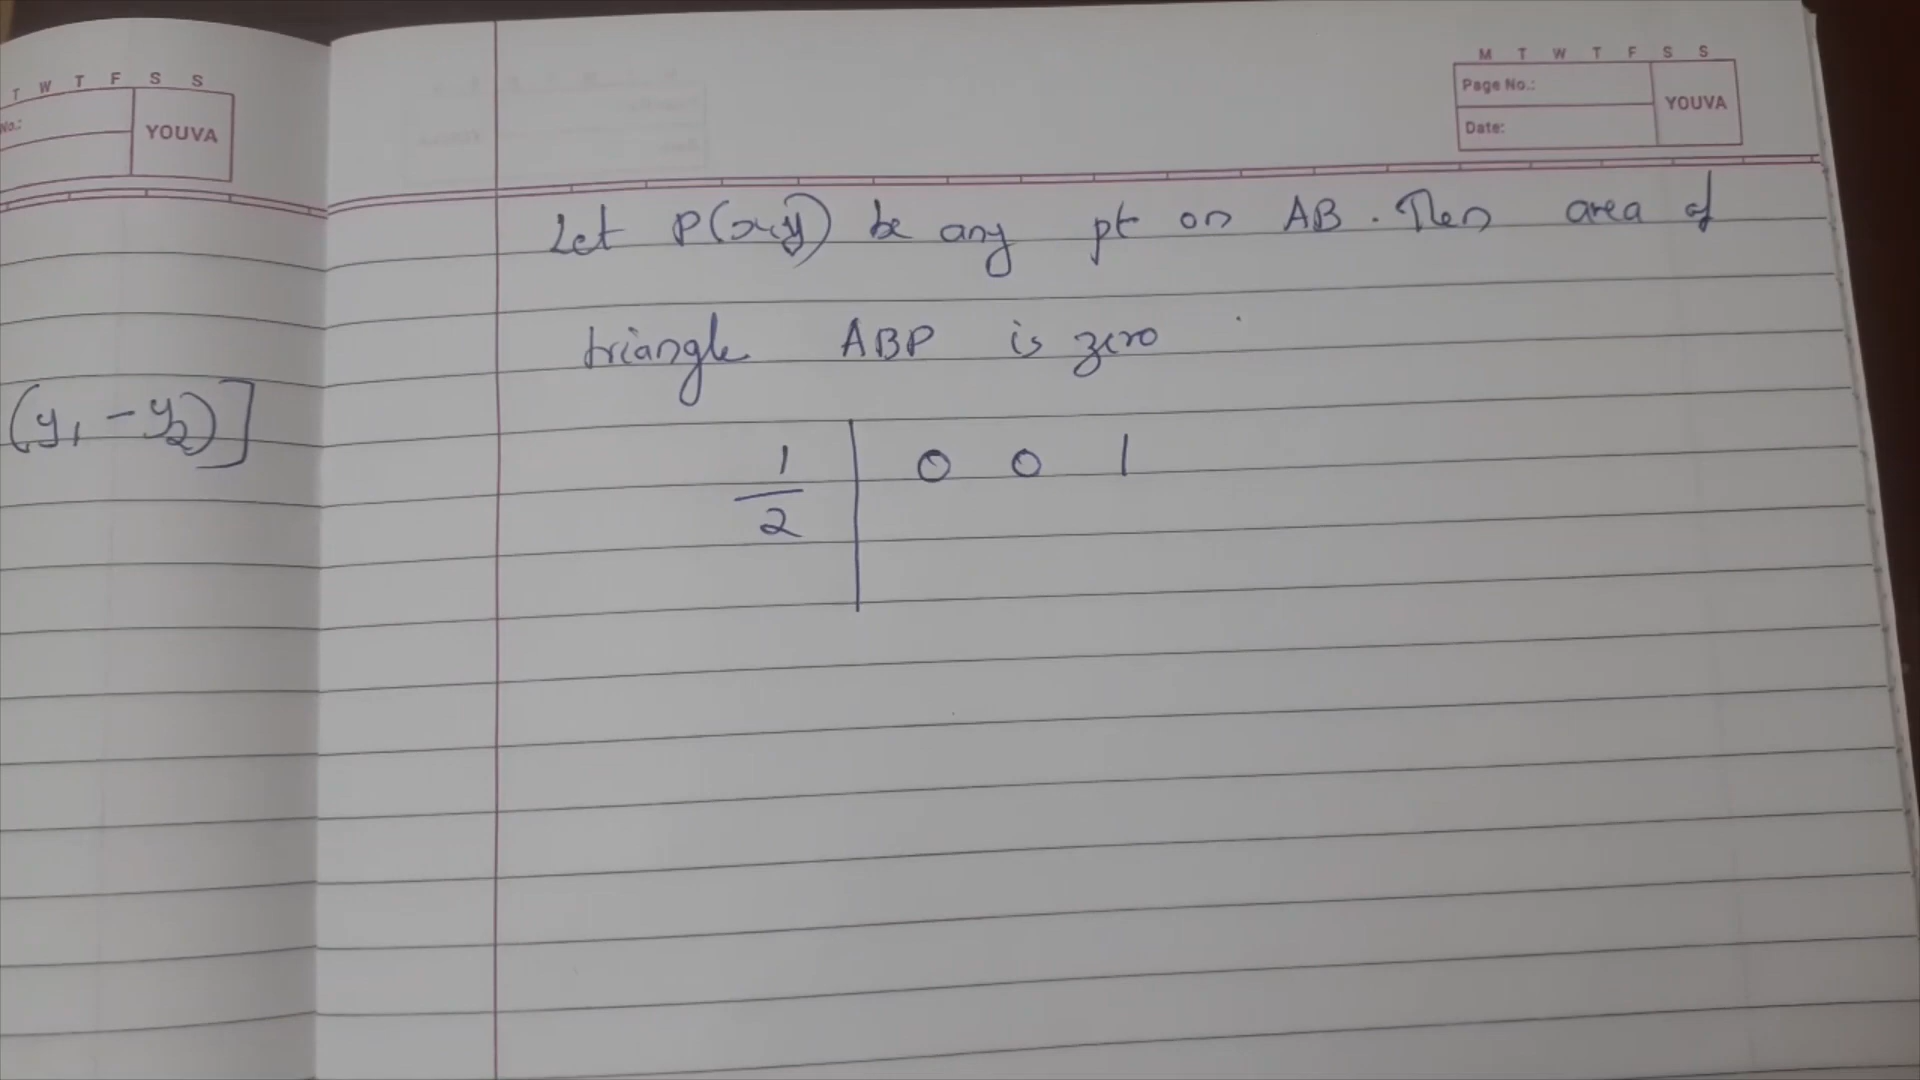 T W T F S S
No.:
YOUVA
(y₁ - y₂)]
M T W T F S S
Page No.:
Date:
YOUVA
Let P(x,y) be any pt on AB. Then area of
triangle ABP is zero
1/2 | 0 0 1